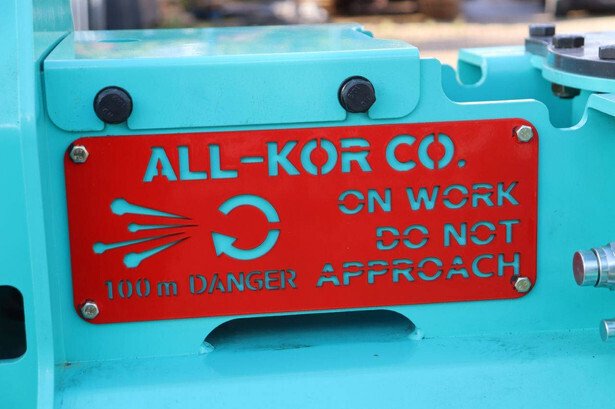 ALL-KOR CO.
ON WORK
DO NOT
APPROACH
100m DANGER